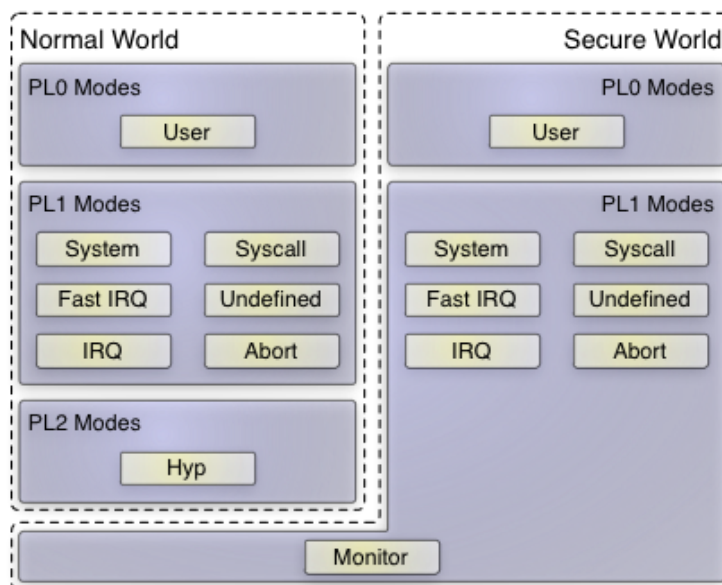 Normal World
PL0 Modes
User
PL1 Modes
System
Syscall
Fast IRQ
Undefined
IRQ
Abort
PL2 Modes
Hyp
Secure World
PL0 Modes
User
PL1 Modes
System
Syscall
Fast IRQ
Undefined
IRQ
Abort
Monitor